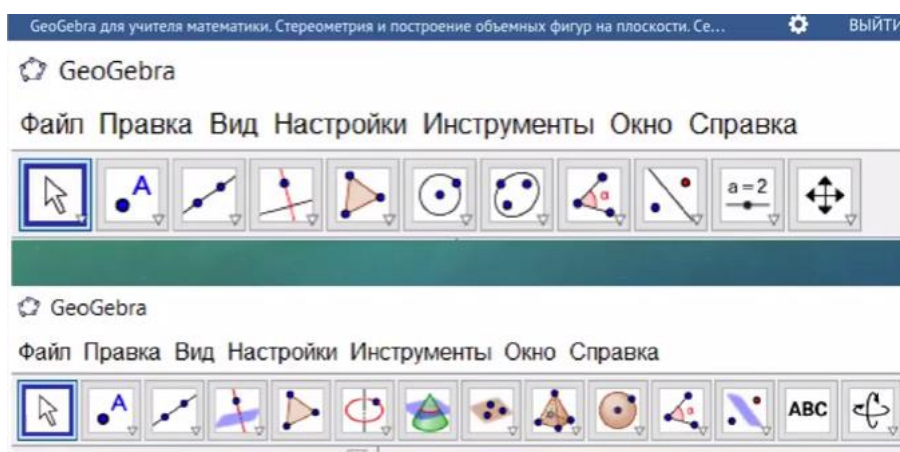 GeoGebra для учителя математики. Стереометрия и построение объемных фигур на плоскости. Се... ВЫЙТИ
GeoGebra
Файл Правка Вид Настройки Инструменты Окно Справка
A α a = 2
GeoGebra
Файл Правка Вид Настройки Инструменты Окно Справка
A α ABC